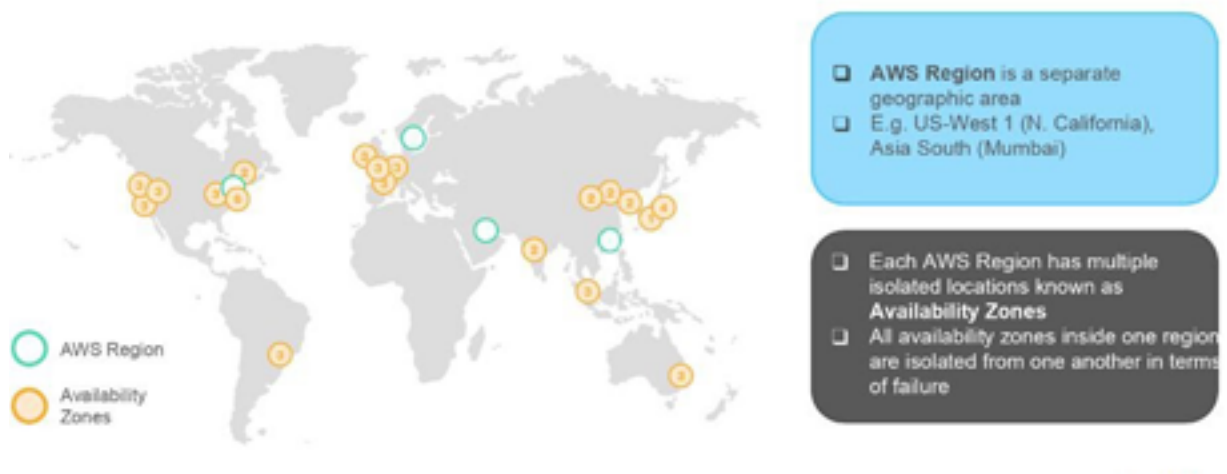 AWS Region is a separate
geographic area
E.g. US-West 1 (N. California),
Asia South (Mumbai)
Each AWS Region has multiple
isolated locations known as
Availability Zones
All availability zones inside one region
are isolated from one another in terms
of failure
AWS Region
Availability
Zones